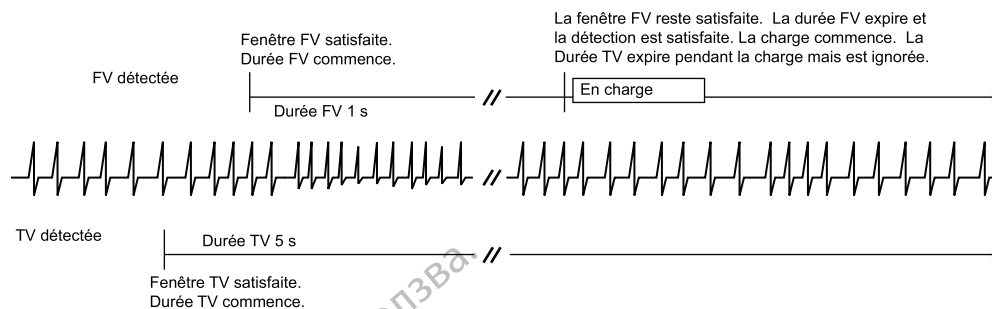 La fenêtre FV reste satisfaite. La durée FV expire et
la détection est satisfaite. La charge commence. La
Durée TV expire pendant la charge mais est ignorée.
Fenêtre FV satisfaite.
Durée FV commence.
FV détectée
En charge
Durée FV 1 s
TV détectée
Durée TV 5 s
Fenêtre TV satisfaite.
Durée TV commence.